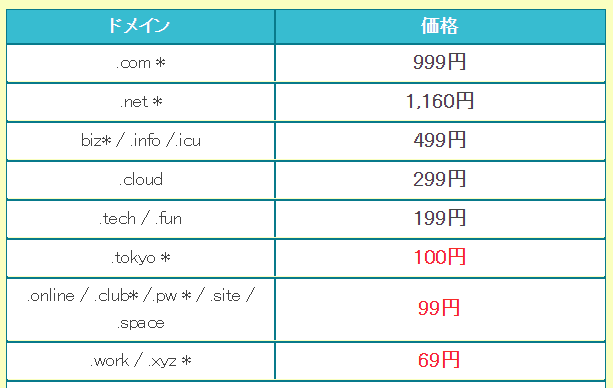 ドメイン 価格
.com * 999円
.net * 1,160円
biz* / .info /.icu 499円
.cloud 299円
.tech / .fun 199円
.tokyo * 100円
.online / .club* /.pw * / .site /
.space 99円
.work / .xyz * 69円